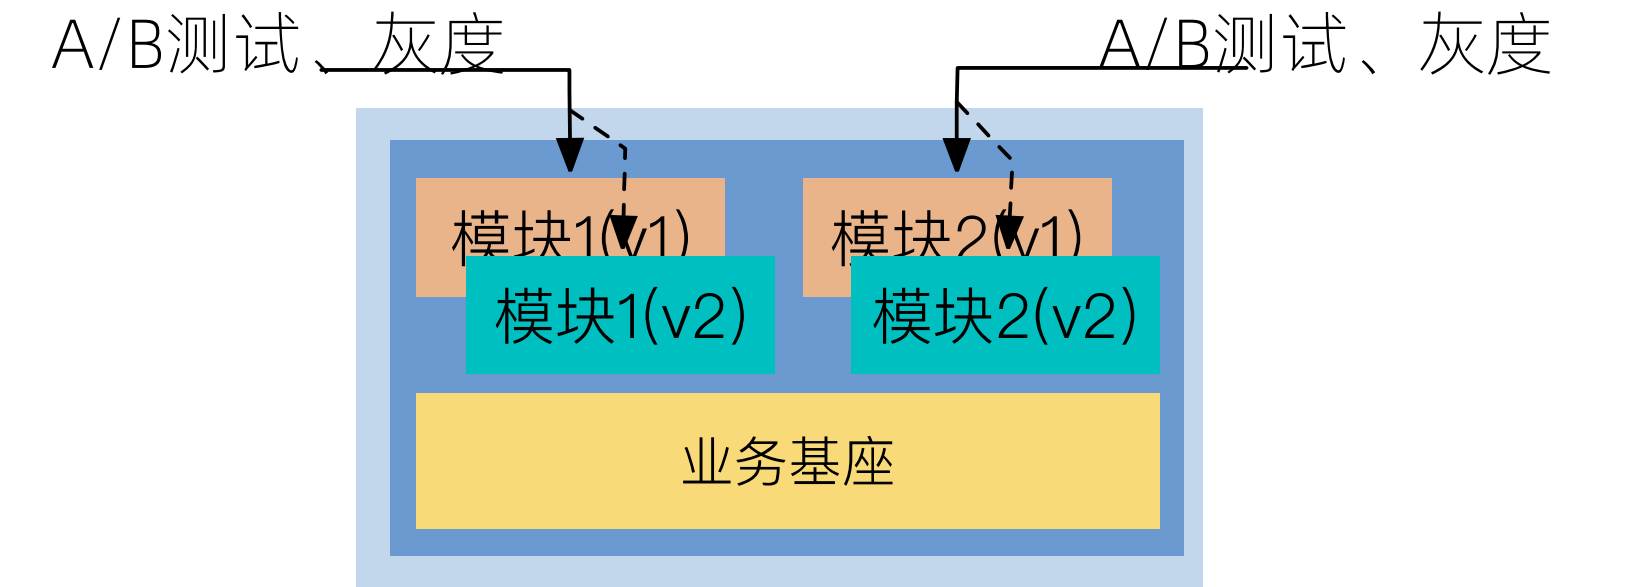 A/B测试、灰度
A/B测试、灰度
模块1(v1)
模块2(v1)
模块1(v2)
模块2(v2)
业务基座